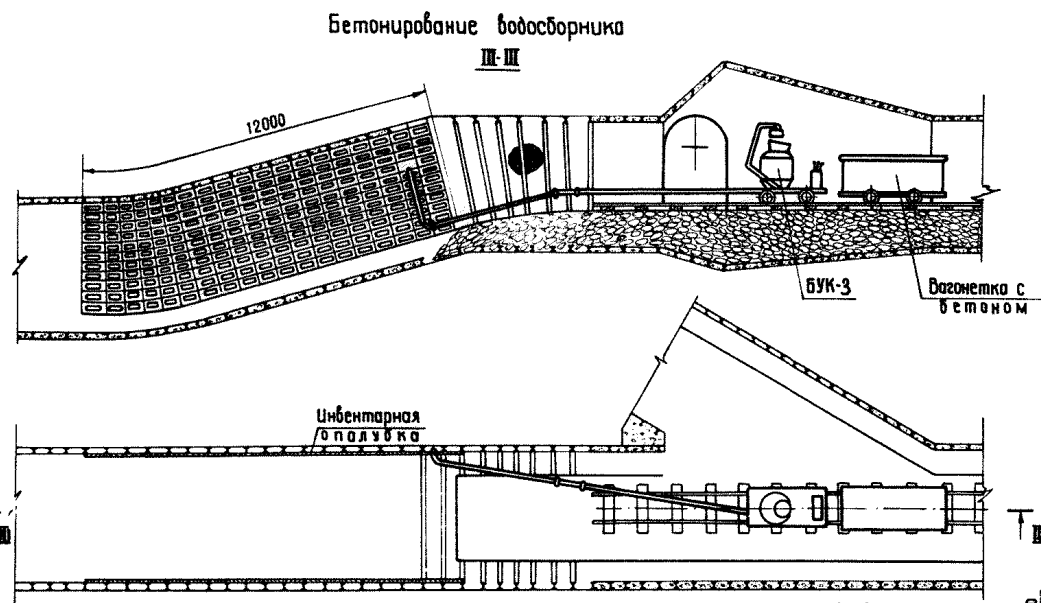 Бетонирование водосборника
III-III
12000
БУК-3
Вагонетка с
бетоном
Инвентарная
опалубка